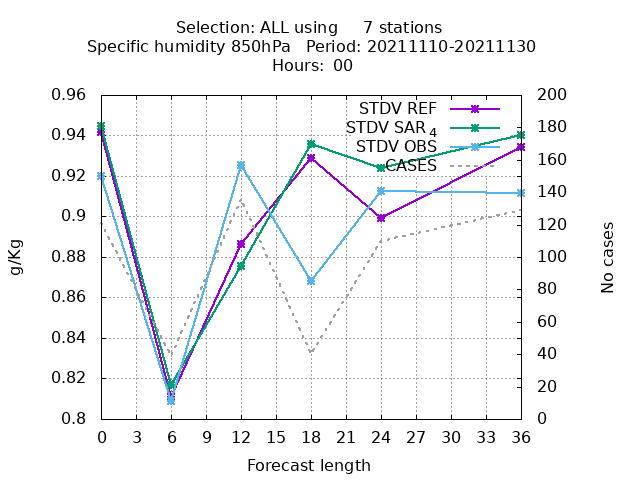 Selection: ALL using 7 stations
Specific humidity 850hPa Period: 20211110-20211130
Hours: 00
STDV REF
STDV SAR4
STDV OBS
CASES
g/Kg
0.96
0.94
0.92
0.9
0.88
0.86
0.84
0.82
0.8
200
180
160
140
120
100
80
60
40
20
0
No cases
0 3 6 9 12 15 18 21 24 27 30 33 36
Forecast length